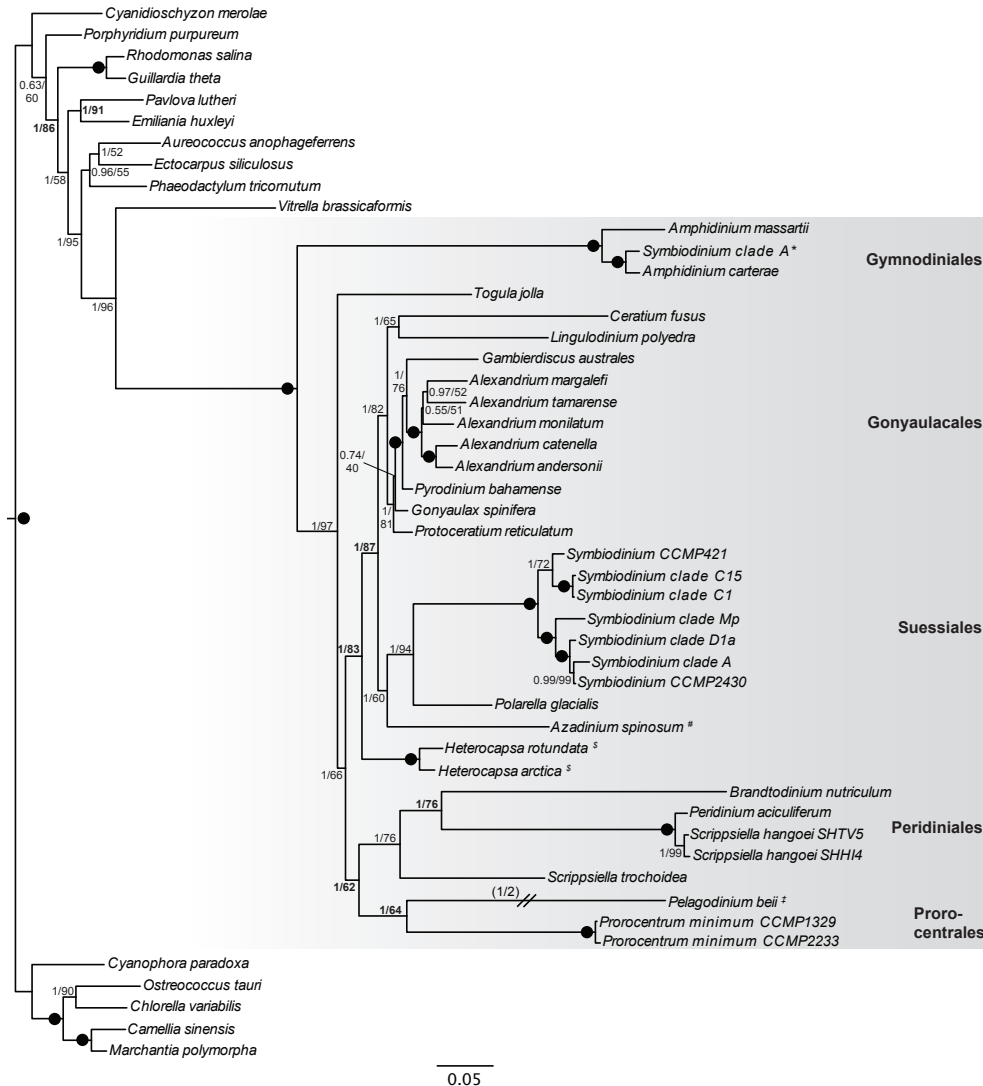 Cyanidioschyzon merolae
Porphyridium purpureum
Rhodomonas salina
Guillardia theta
0.63/
60
Pavlova lutheri
1/91
Emiliania huxleyi
1/86
Aureococcus anophageferrens
1/52
Ectocarpus siliculosus
0.96/55
1/58
Phaeodactylum tricornutum
Vitrella brassicaformis
1/95
Amphidinium massartii
Symbiodinium clade A*
Amphidinium carterae
Gymnodiniales
1/96
Togula jolla
Ceratium fusus
1/65
Lingulodinium polyedra
Gambierdiscus australes
1/
76
Alexandrium margalefi
0.97/52
Alexandrium tamarense
0.55/51
1/82
Alexandrium monilatum
Gonyaulacales
Alexandrium catenella
0.74/
40
Alexandrium andersonii
Pyrodinium bahamense
Gonyaulax spinifera
1/
81
1/97
Protoceratium reticulatum
1/87
Symbiodinium CCMP421
1/72
Symbiodinium clade C15
Symbiodinium clade C1
Symbiodinium clade Mp
Suessiales
Symbiodinium clade D1a
1/83
1/94
Symbiodinium clade A
0.99/99
Symbiodinium CCMP2430
1/60
Polarella glacialis
Azadinium spinosum #
Heterocapsa rotundata $
Heterocapsa arctica $
1/66
Brandtodinium nutriculum
1/76
Peridinium aciculiferum
Peridiniales
1/76
Scrippsiella hangoei SHTV5
1/99
Scrippsiella hangoei SHHI4
Scrippsiella trochoidea
1/62
(1/2)
Pelagodinium beii ‡
1/64
Prorocentrum minimum CCMP1329
Proro-
centrales
Prorocentrum minimum CCMP2233
Cyanophora paradoxa
Ostreococcus tauri
1/90
Chlorella variabilis
Camellia sinensis
Marchantia polymorpha
0.05